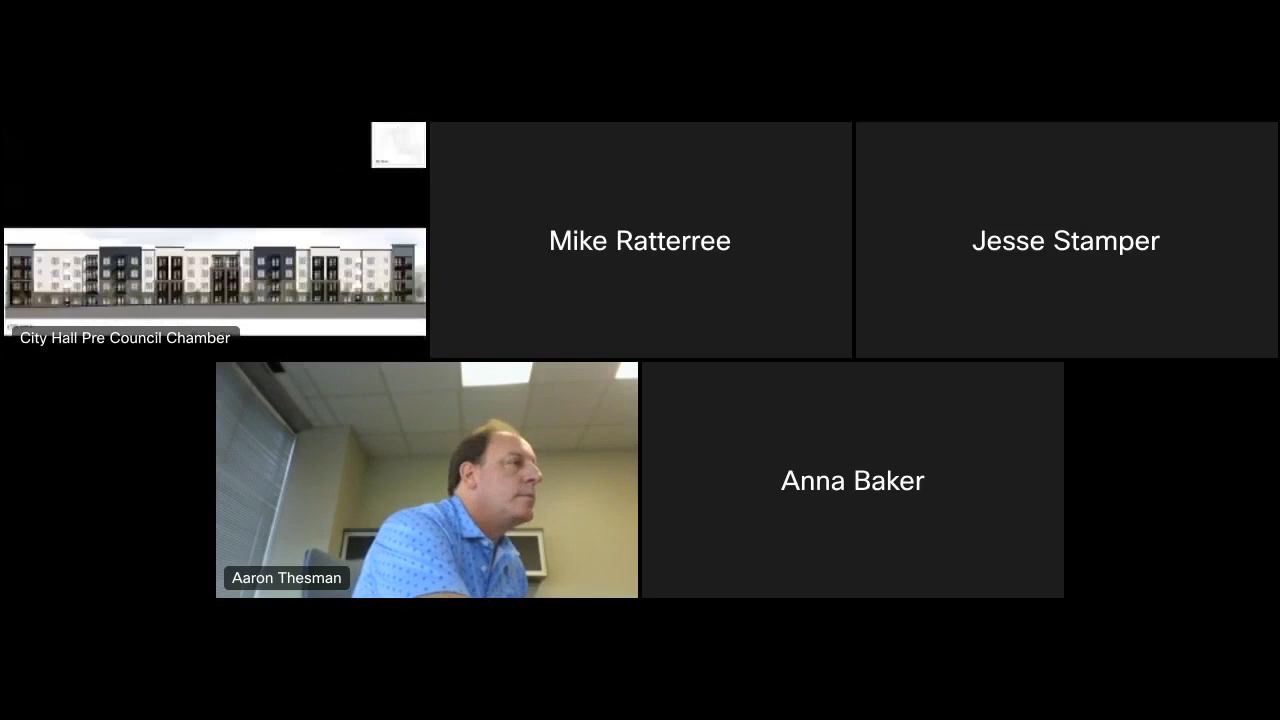 Mike Ratterree
Jesse Stamper
City Hall Pre Council Chamber
Aaron Thesman
Anna Baker